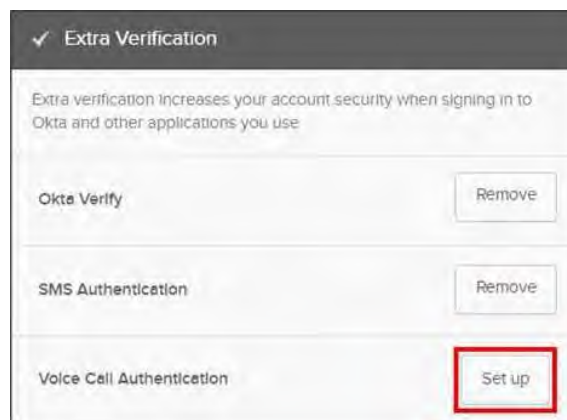 Extra Verification
Extra verification increases your account security when signing in to
Okta and other applications you use
Okta Verify
Remove
SMS Authentication
Remove
Voice Call Authentication
Set up